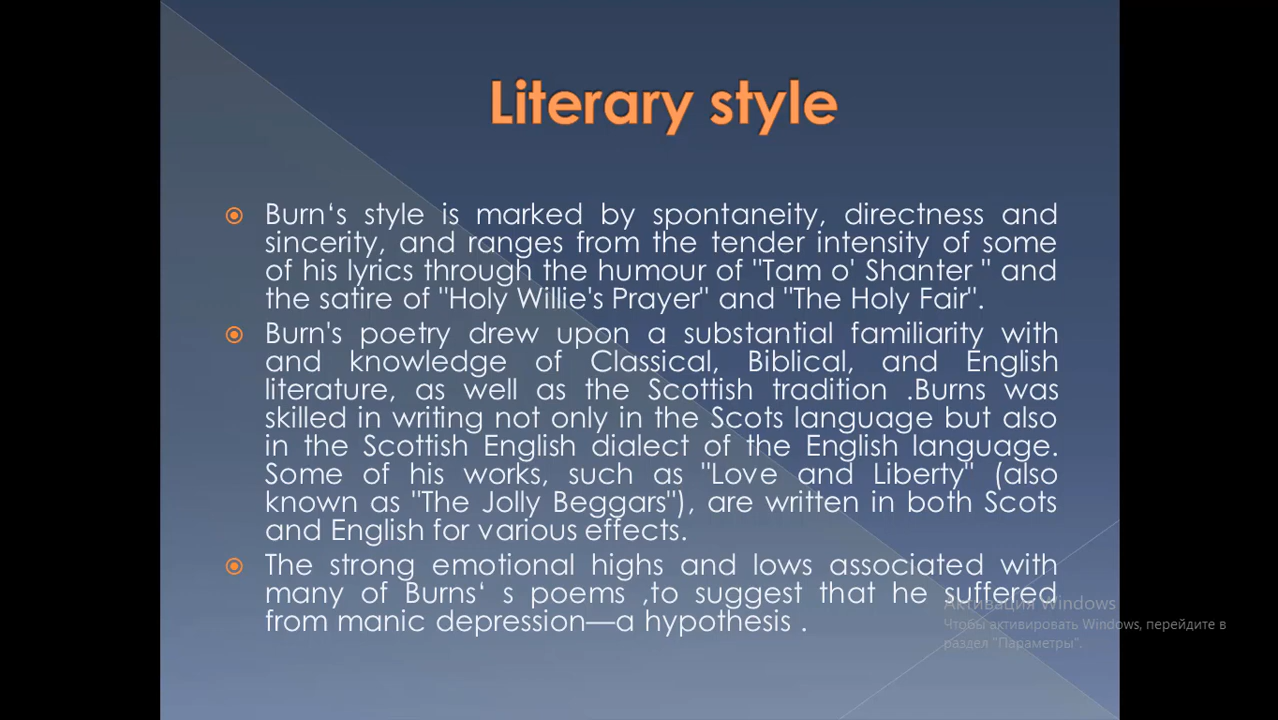 Literary style
Burn‘s style is marked by spontaneity, directness and
sincerity, and ranges from the tender intensity of some
of his lyrics through the humour of "Tam o' Shanter " and
the satire of "Holy Willie's Prayer" and "The Holy Fair".
Burn's poetry drew upon a substantial familiarity with
and knowledge of Classical, Biblical, and English
literature, as well as the Scottish tradition .Burns was
skilled in writing not only in the Scots language but also
in the Scottish English dialect of the English language.
Some of his works, such as "Love and Liberty" (also
known as "The Jolly Beggars"), are written in both Scots
and English for various effects.
The strong emotional highs and lows associated with
many of Burns‘ s poems ,to suggest that he suffered
from manic depression—a hypothesis .
Активация Windows
Чтобы активировать Windows, перейдите в
раздел "Параметры".